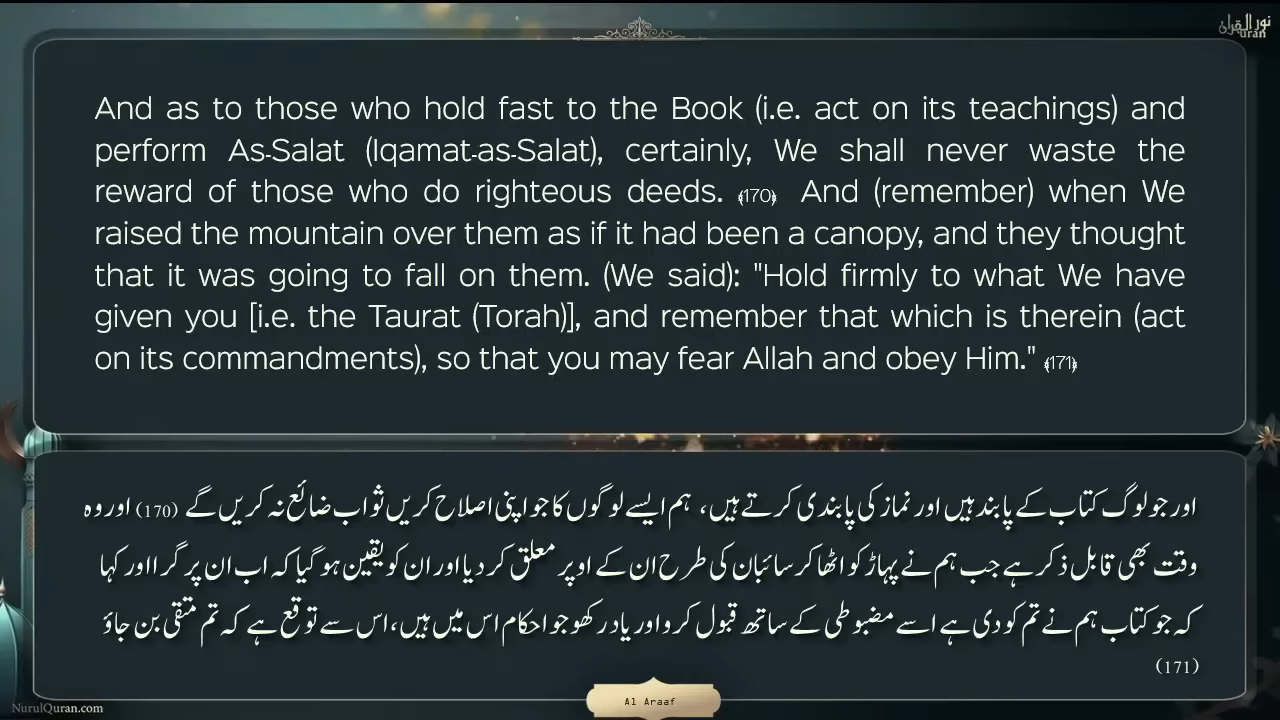 نور القرآن
Quran
And as to those who hold fast to the Book (i.e. act on its teachings) and
perform As-Salat (Iqamat-as-Salat), certainly, We shall never waste the
reward of those who do righteous deeds. ﴾170﴿ And (remember) when We
raised the mountain over them as if it had been a canopy, and they thought
that it was going to fall on them. (We said): "Hold firmly to what We have
given you [i.e. the Taurat (Torah)], and remember that which is therein (act
on its commandments), so that you may fear Allah and obey Him." ﴾171﴿
اور جو لوگ کتاب کے پابند ہیں اور نماز کی پابندی کرتے ہیں، ہم ایسے لوگوں کا جو اپنی اصلاح کریں ثواب ضائع نہ کریں گے (170) اور وہ
وقت بھی قابل ذکر ہے جب ہم نے پہاڑ کو اٹھا کر سائبان کی طرح ان کے اوپر معلق کر دیا اور ان کو یقین ہو گیا کہ اب ان پر گرا اور کہا
کہ جو کتاب ہم نے تم کو دی ہے اسے مضبوطی کے ساتھ قبول کرو اور یاد رکھو جو احکام اس میں ہیں، اس سے توقع ہے کہ تم متقی بن جاؤ
(171)
Al Araaf
NurulQuran.com